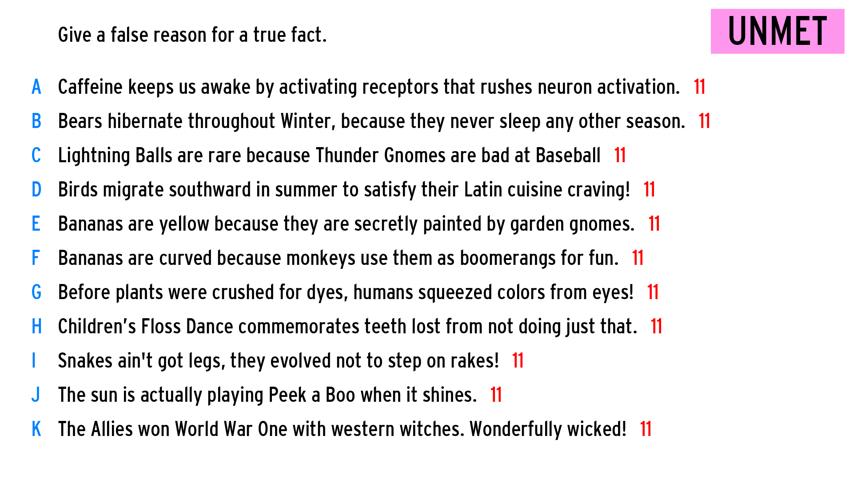 Give a false reason for a true fact.
UNMET
A Caffeine keeps us awake by activating receptors that rushes neuron activation. 11
B Bears hibernate throughout Winter, because they never sleep any other season. 11
C Lightning Balls are rare because Thunder Gnomes are bad at Baseball 11
D Birds migrate southward in summer to satisfy their Latin cuisine craving! 11
E Bananas are yellow because they are secretly painted by garden gnomes. 11
F Bananas are curved because monkeys use them as boomerangs for fun. 11
G Before plants were crushed for dyes, humans squeezed colors from eyes! 11
H Children’s Floss Dance commemorates teeth lost from not doing just that. 11
I Snakes ain't got legs, they evolved not to step on rakes! 11
J The sun is actually playing Peek a Boo when it shines. 11
K The Allies won World War One with western witches. Wonderfully wicked! 11